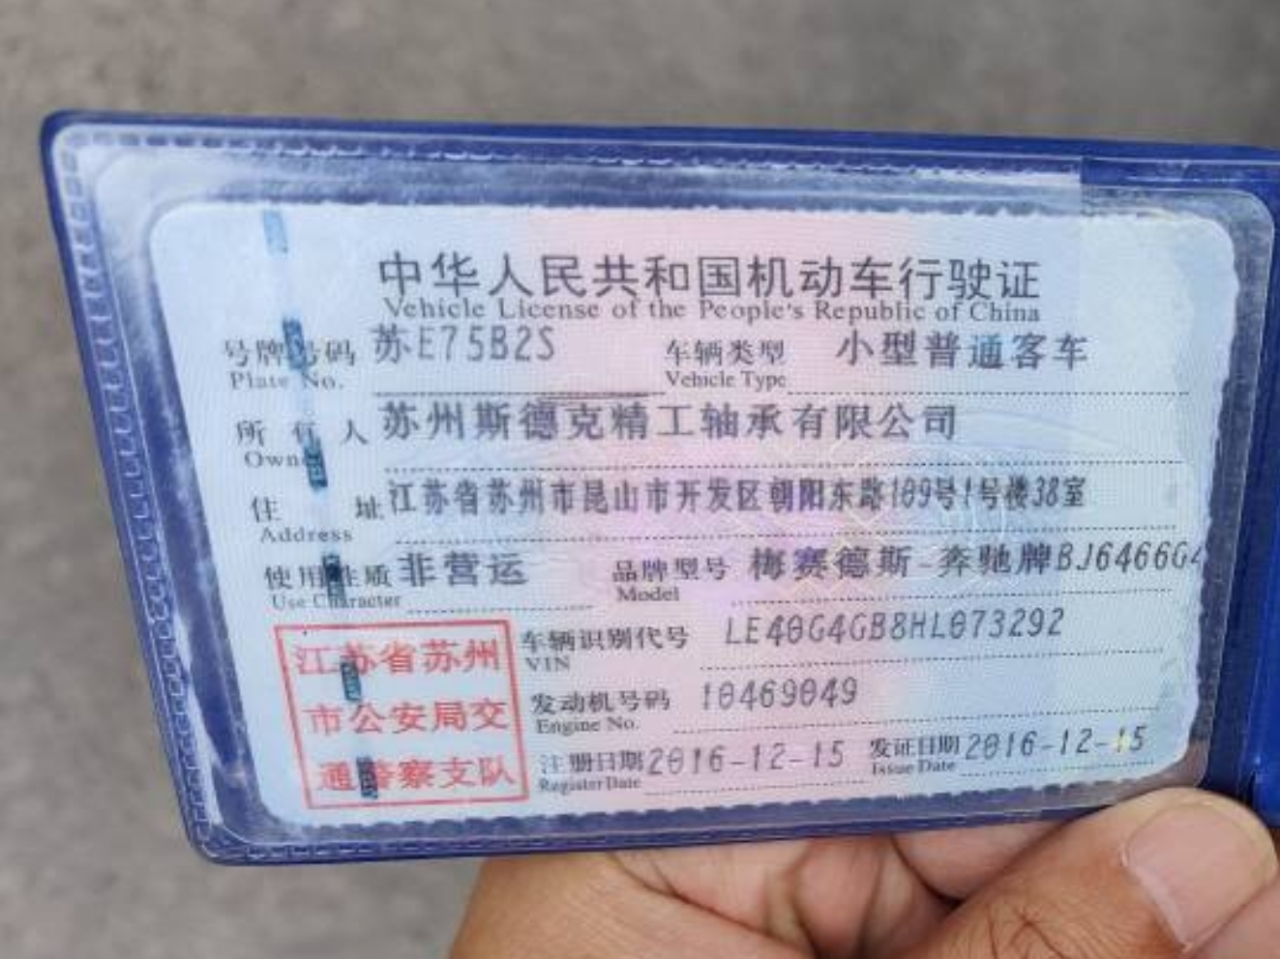 中华人民共和国机动车行驶证
Vehicle License of the People's Republic of China
号牌号码 苏E75B2S 车辆类型 小型普通客车
Plate No. Vehicle Type
所有人 苏州斯德克精工轴承有限公司
Owner
住址 江苏省苏州市昆山市开发区朝阳东路109号1号楼38室
Address
使用性质 非营运 品牌型号 梅赛德斯-奔驰牌BJ6466G4
Use Character Model
江苏省苏州
市公安局交
通警察支队
车辆识别代号 LE40G4GB8HL073292
VIN
发动机号码 10469049
Engine No.
注册日期 2016-12-15 发证日期 2016-12-15
Register Date Issue Date